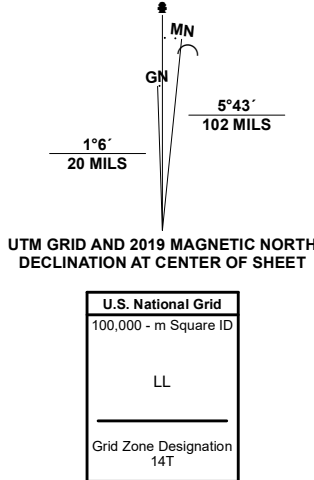 MN
GN
5°43´
102 MILS
1°6´
20 MILS
UTM GRID AND 2019 MAGNETIC NORTH
DECLINATION AT CENTER OF SHEET
U.S. National Grid
100,000 - m Square ID
LL
Grid Zone Designation
14T